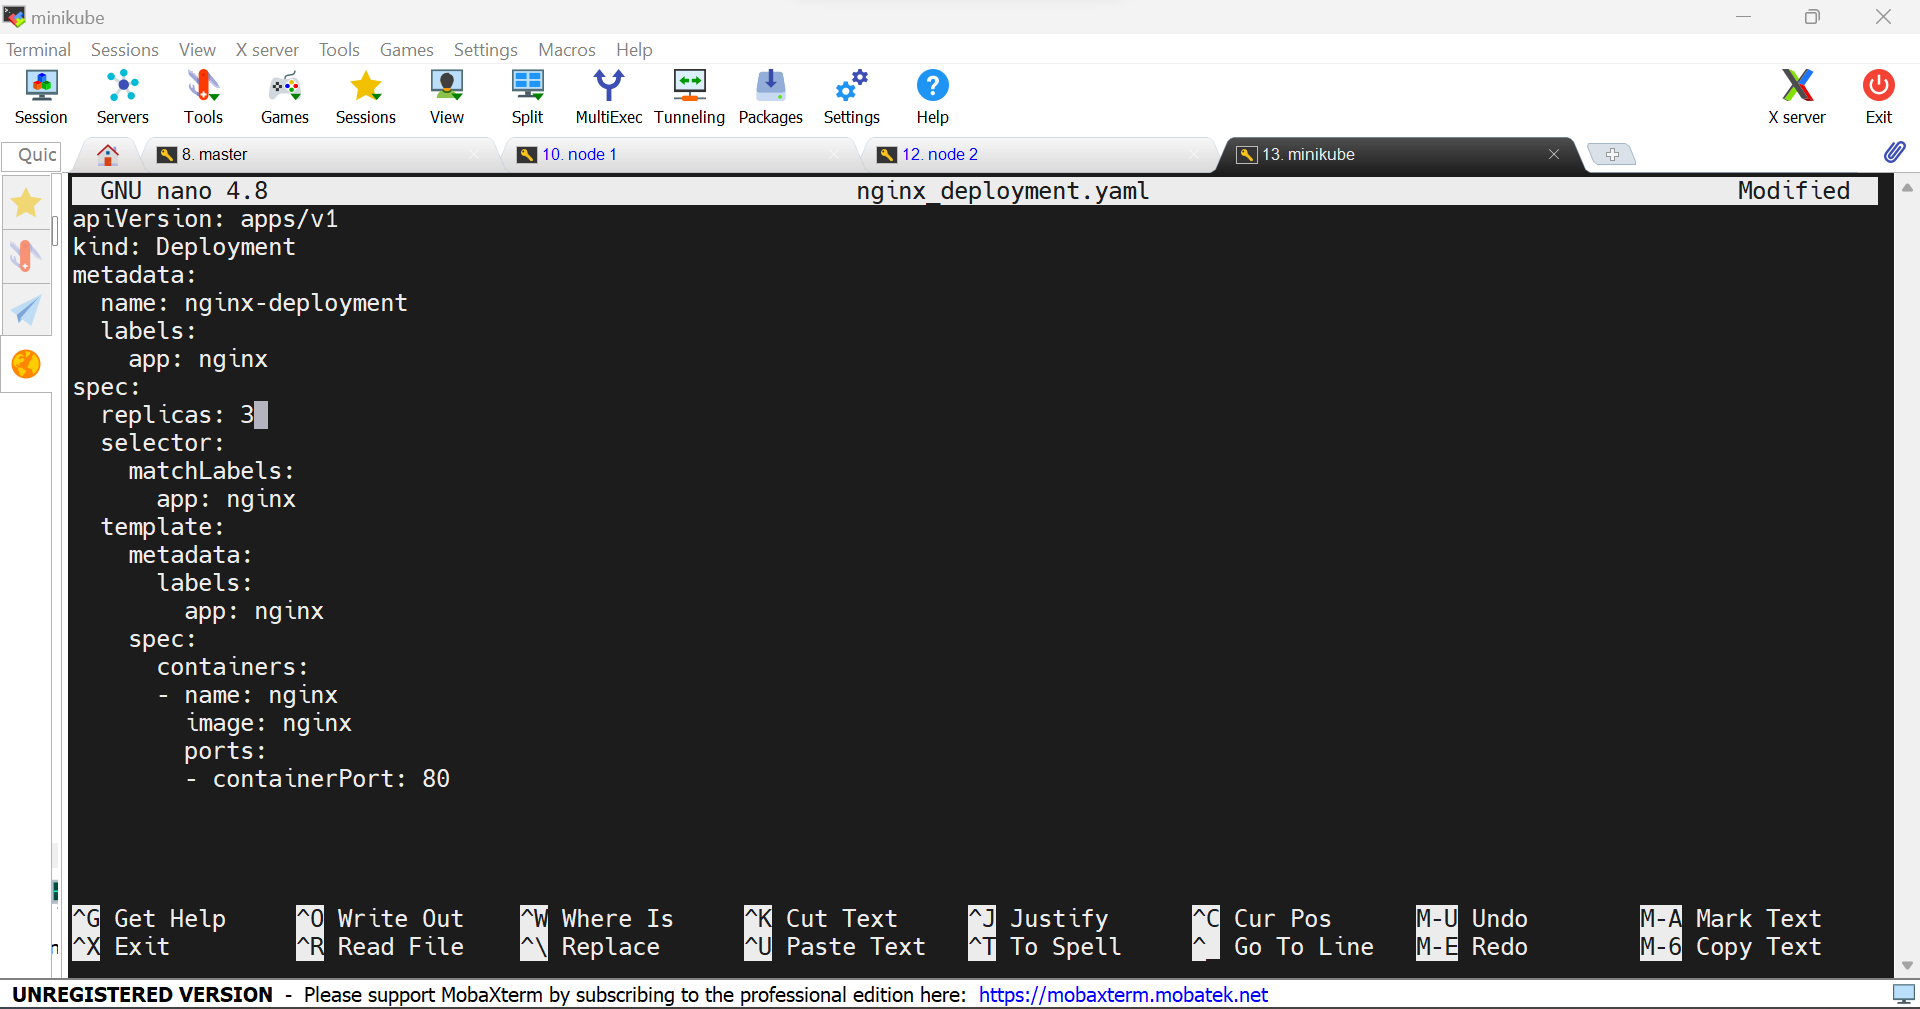 minikube
Terminal Sessions View X server Tools Games Settings Macros Help
Session Servers Tools Games Sessions View Split MultiExec Tunneling Packages Settings Help X server Exit
Quic 8. master 10. node 1 12. node 2 13. minikube
GNU nano 4.8 nginx_deployment.yaml Modified
apiVersion: apps/v1
kind: Deployment
metadata:
  name: nginx-deployment
  labels:
    app: nginx
spec:
  replicas: 3
  selector:
    matchLabels:
      app: nginx
  template:
    metadata:
      labels:
        app: nginx
    spec:
      containers:
      - name: nginx
        image: nginx
        ports:
        - containerPort: 80
^G Get Help ^O Write Out ^W Where Is ^K Cut Text ^J Justify ^C Cur Pos M-U Undo M-A Mark Text
^X Exit ^R Read File ^\ Replace ^U Paste Text ^T To Spell ^_ Go To Line M-E Redo M-6 Copy Text
UNREGISTERED VERSION - Please support MobaXterm by subscribing to the professional edition here: https://mobaxterm.mobatek.net